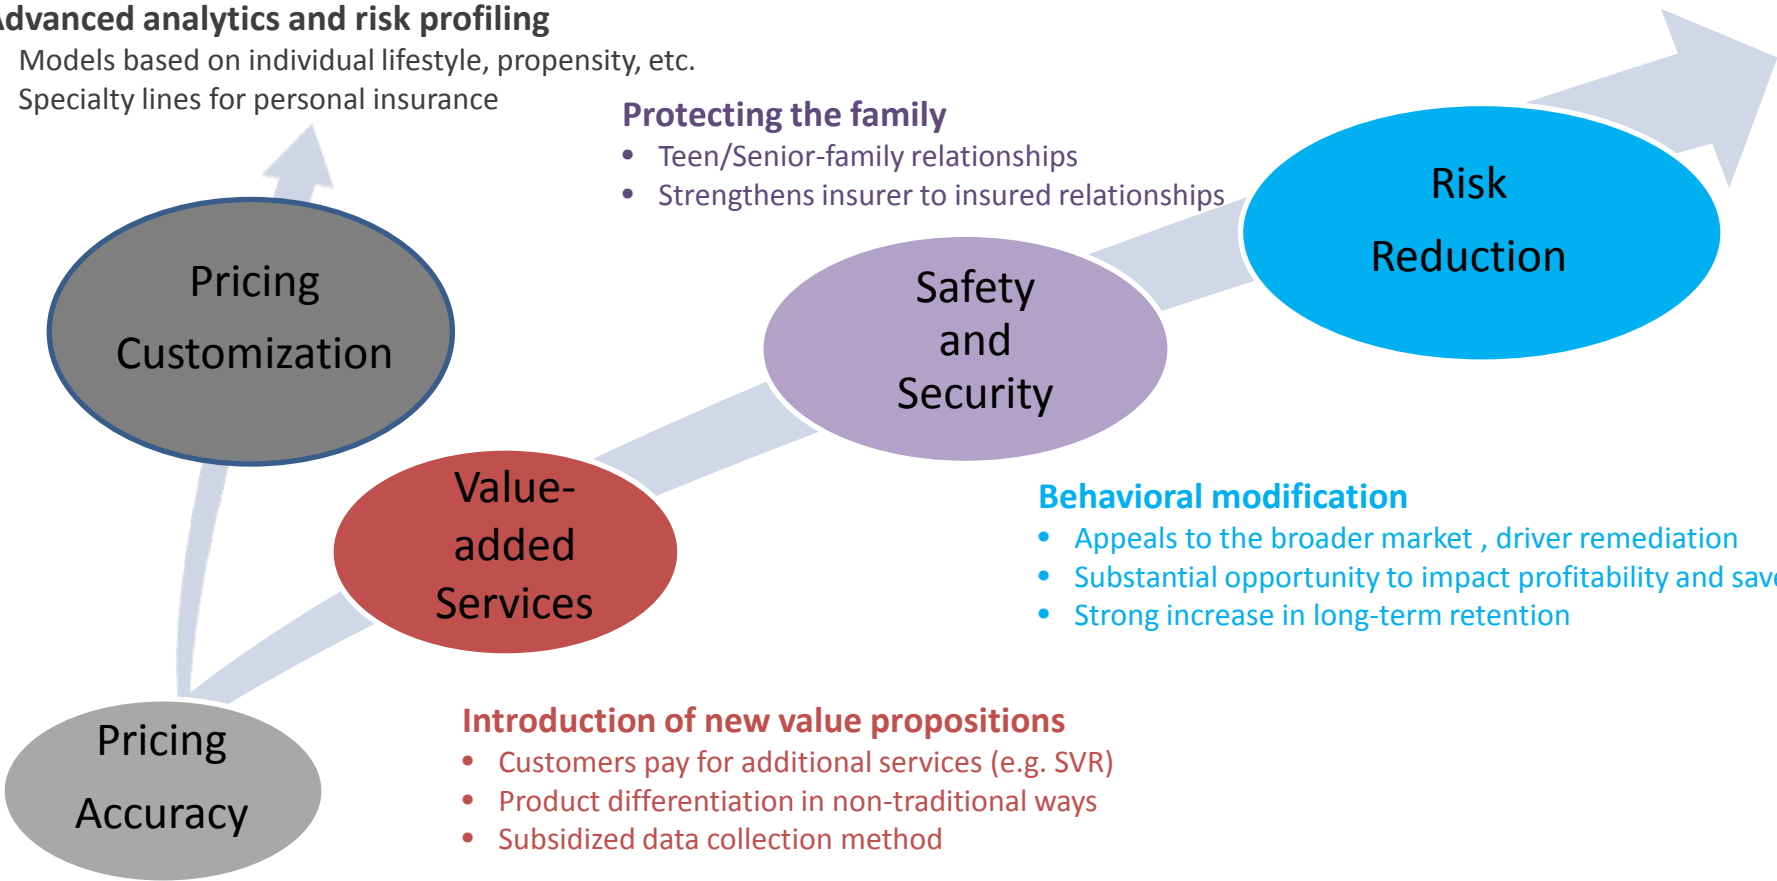 Advanced analytics and risk profiling
Models based on individual lifestyle, propensity, etc.
Specialty lines for personal insurance
Protecting the family
• Teen/Senior-family relationships
• Strengthens insurer to insured relationships
Risk
Reduction
Pricing
Customization
Safety
and
Security
Value-
added
Services
Behavioral modification
• Appeals to the broader market , driver remediation
• Substantial opportunity to impact profitability and save
• Strong increase in long-term retention
Pricing
Accuracy
Introduction of new value propositions
• Customers pay for additional services (e.g. SVR)
• Product differentiation in non-traditional ways
• Subsidized data collection method